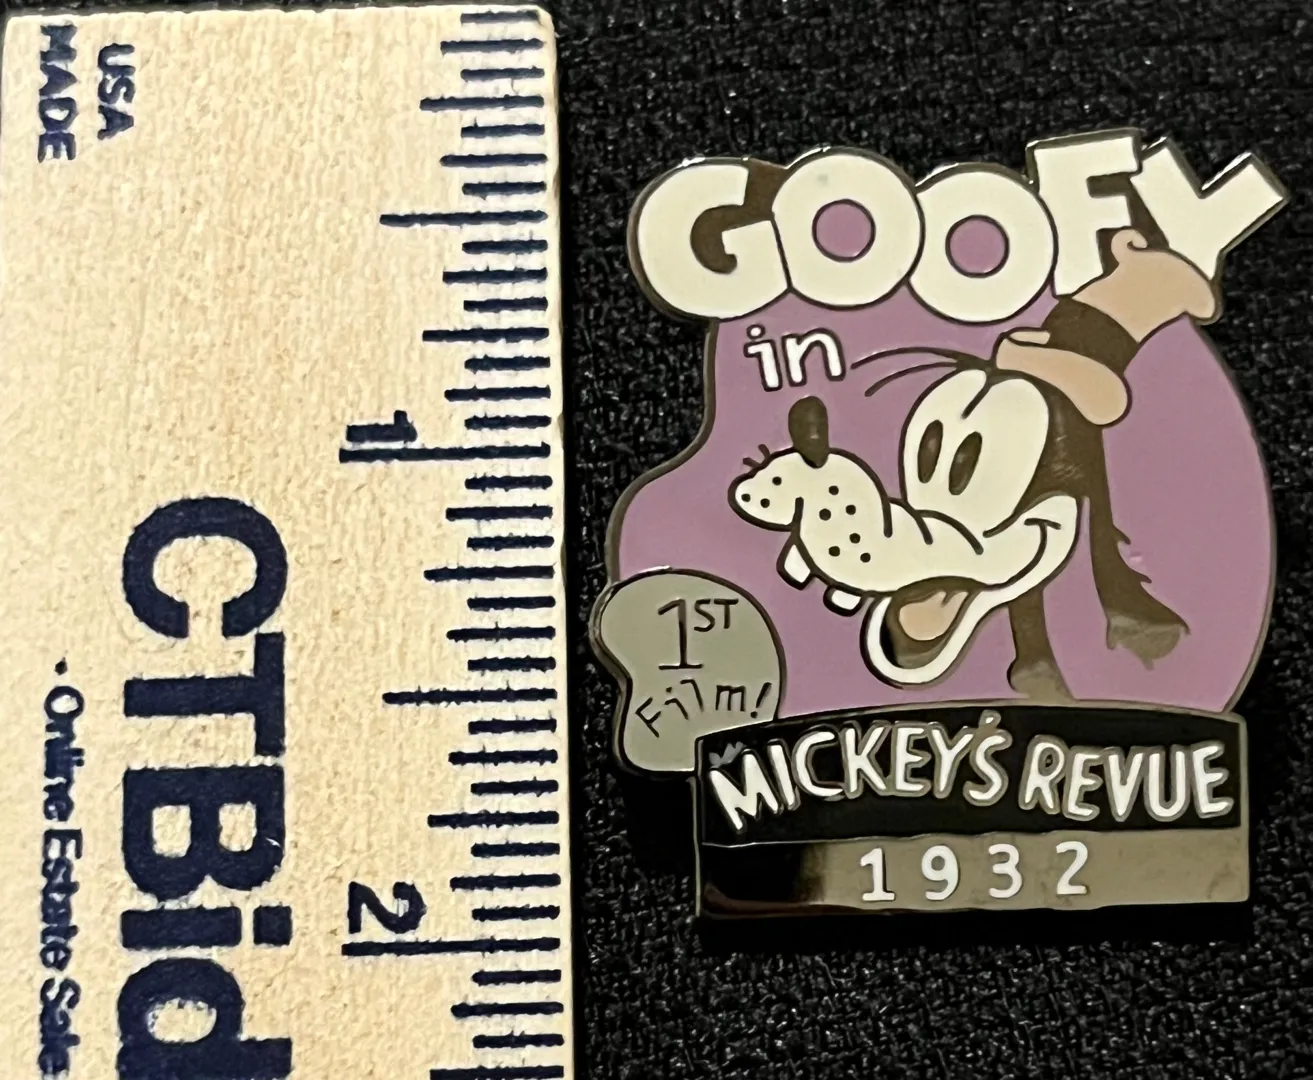 USA
MADE
1
2
CTBid
• Online Estate Sale
GOOFY
in
1ST
Film!
MICKEY'S REVUE
1932